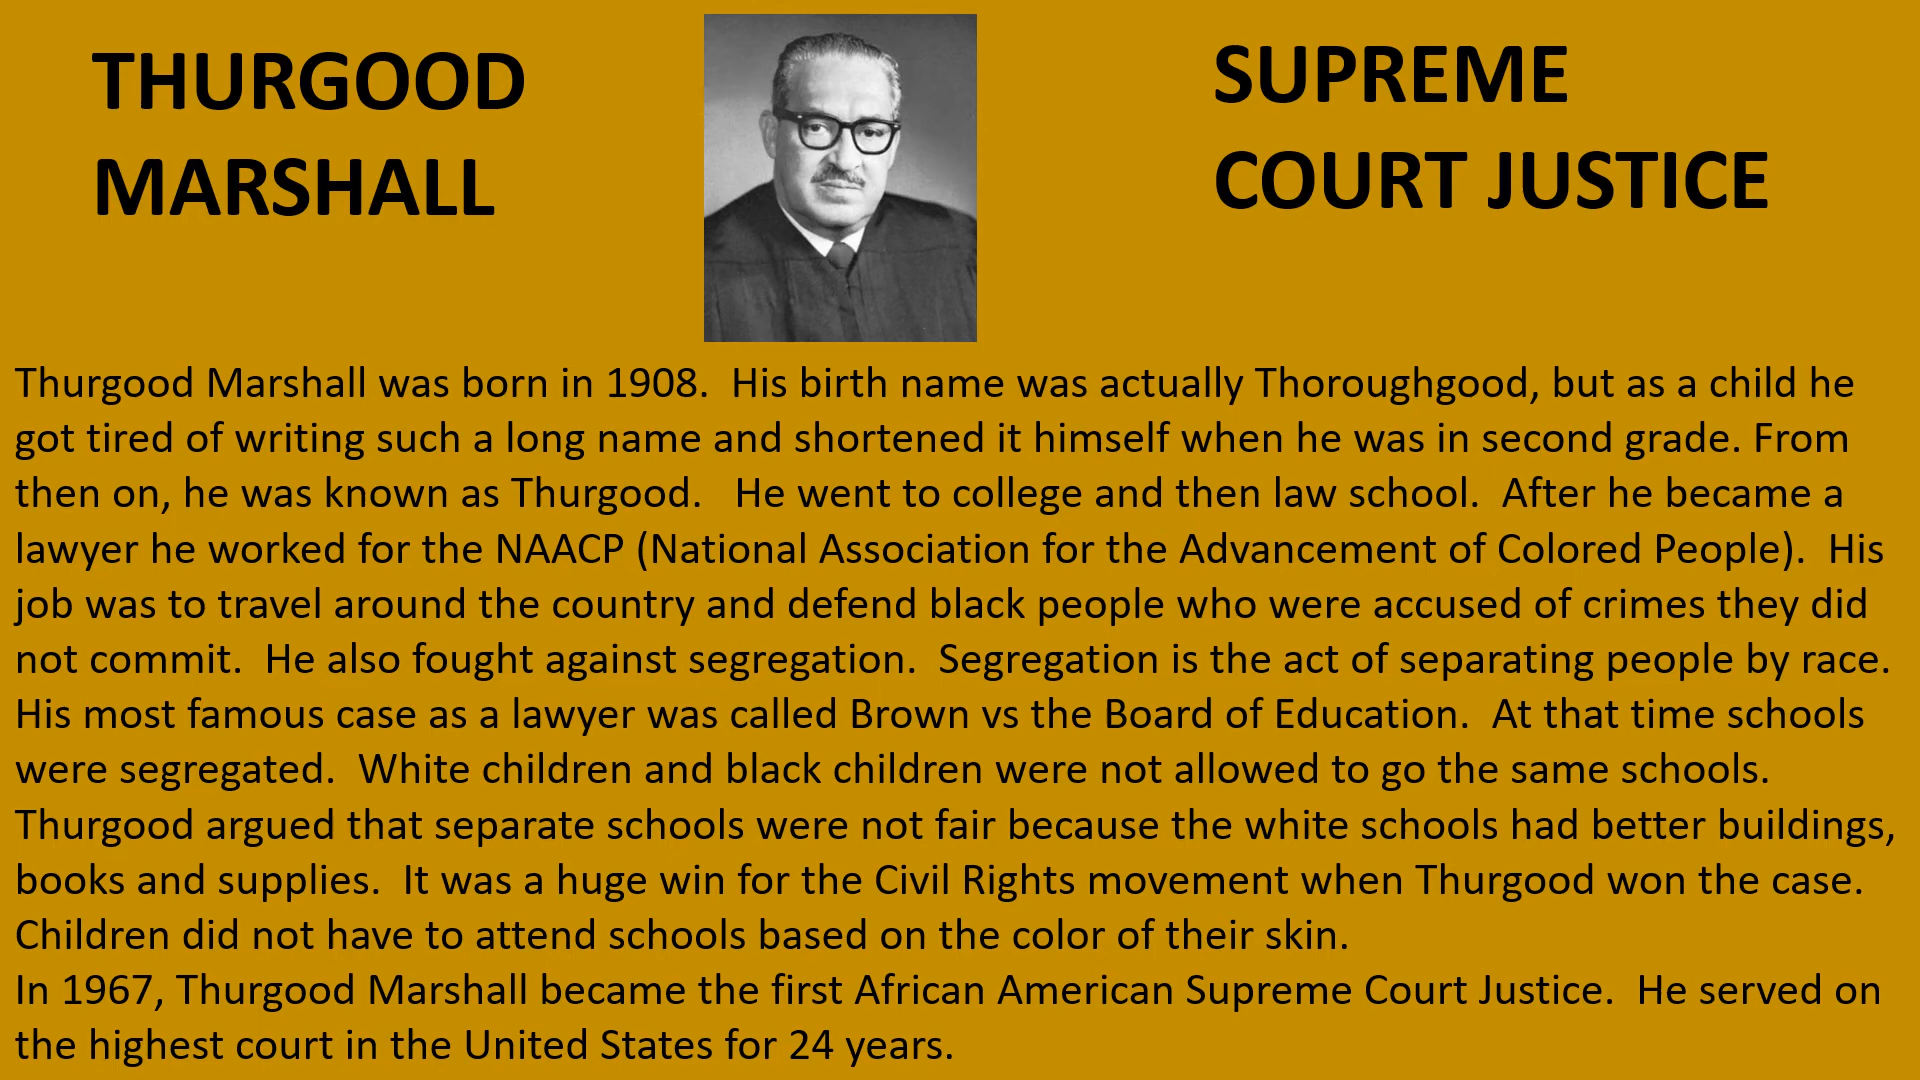 THURGOOD
MARSHALL
SUPREME
COURT JUSTICE
Thurgood Marshall was born in 1908.  His birth name was actually Thoroughgood, but as a child he
got tired of writing such a long name and shortened it himself when he was in second grade. From
then on, he was known as Thurgood.   He went to college and then law school.  After he became a
lawyer he worked for the NAACP (National Association for the Advancement of Colored People).  His
job was to travel around the country and defend black people who were accused of crimes they did
not commit.  He also fought against segregation.  Segregation is the act of separating people by race.
His most famous case as a lawyer was called Brown vs the Board of Education.  At that time schools
were segregated.  White children and black children were not allowed to go the same schools.
Thurgood argued that separate schools were not fair because the white schools had better buildings,
books and supplies.  It was a huge win for the Civil Rights movement when Thurgood won the case.
Children did not have to attend schools based on the color of their skin.
In 1967, Thurgood Marshall became the first African American Supreme Court Justice.  He served on
the highest court in the United States for 24 years.